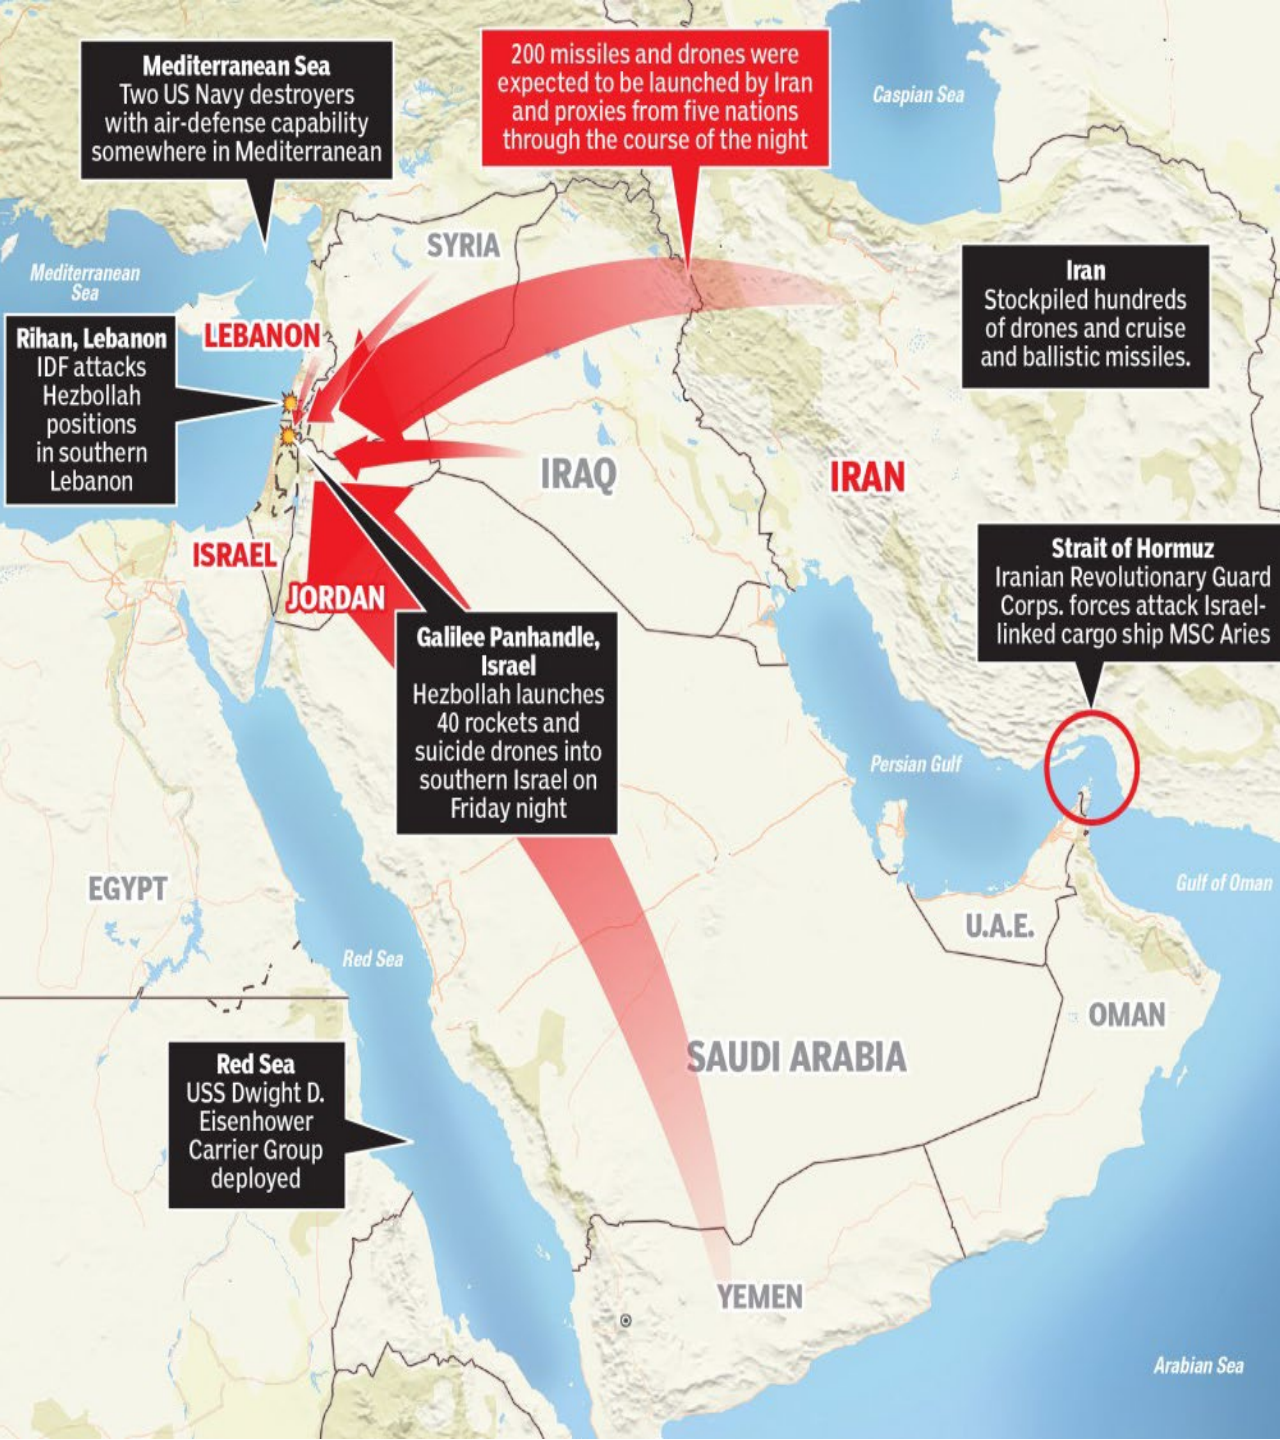 Mediterranean Sea
Two US Navy destroyers
with air-defense capability
somewhere in Mediterranean
200 missiles and drones were
expected to be launched by Iran
and proxies from five nations
through the course of the night
Caspian Sea
SYRIA
Mediterranean
Sea
Iran
Stockpiled hundreds
of drones and cruise
and ballistic missiles.
Rihan, Lebanon
IDF attacks
Hezbollah
positions
in southern
Lebanon
LEBANON
IRAQ
IRAN
ISRAEL
JORDAN
Strait of Hormuz
Iranian Revolutionary Guard
Corps. forces attack Israel-
linked cargo ship MSC Aries
Galilee Panhandle,
Israel
Hezbollah launches
40 rockets and
suicide drones into
southern Israel on
Friday night
Persian Gulf
EGYPT
Gulf of Oman
U.A.E.
Red Sea
OMAN
SAUDI ARABIA
Red Sea
USS Dwight D.
Eisenhower
Carrier Group
deployed
YEMEN
Arabian Sea